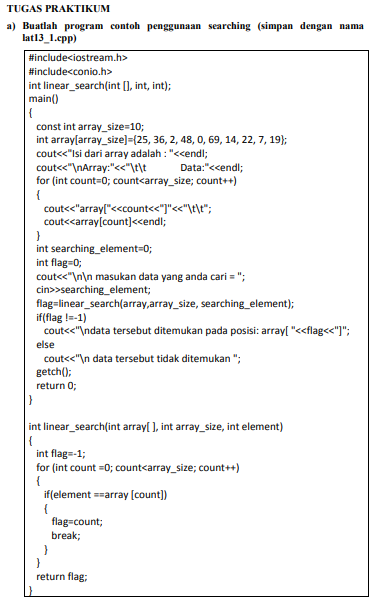 TUGAS PRAKTIKUM
a) Buatlah program contoh penggunaan searching (simpan dengan nama
lat13_1.cpp)
#include<iostream.h>
#include<conio.h>
int linear_search(int [], int, int);
main()
{
const int array_size=10;
int array[array_size]={25, 36, 2, 48, 0, 69, 14, 22, 7, 19};
cout<<"Isi dari array adalah : "<<endl;
cout<<"\nArray:"<<"\t\t Data:"<<endl;
for (int count=0; count<array_size; count++)
{
cout<<"array["<<count<<"]"<<"\t\t";
cout<<array[count]<<endl;
}
int searching_element=0;
int flag=0;
cout<<"\n\n masukan data yang anda cari = ";
cin>>searching_element;
flag=linear_search(array,array_size, searching_element);
if(flag !=-1)
cout<<"\ndata tersebut ditemukan pada posisi: array[ "<<flag<<"]";
else
cout<<"\n data tersebut tidak ditemukan ";
getch();
return 0;
}
int linear_search(int array[ ], int array_size, int element)
{
int flag=-1;
for (int count =0; count<array_size; count++)
{
if(element ==array [count])
{
flag=count;
break;
}
}
return flag;
}